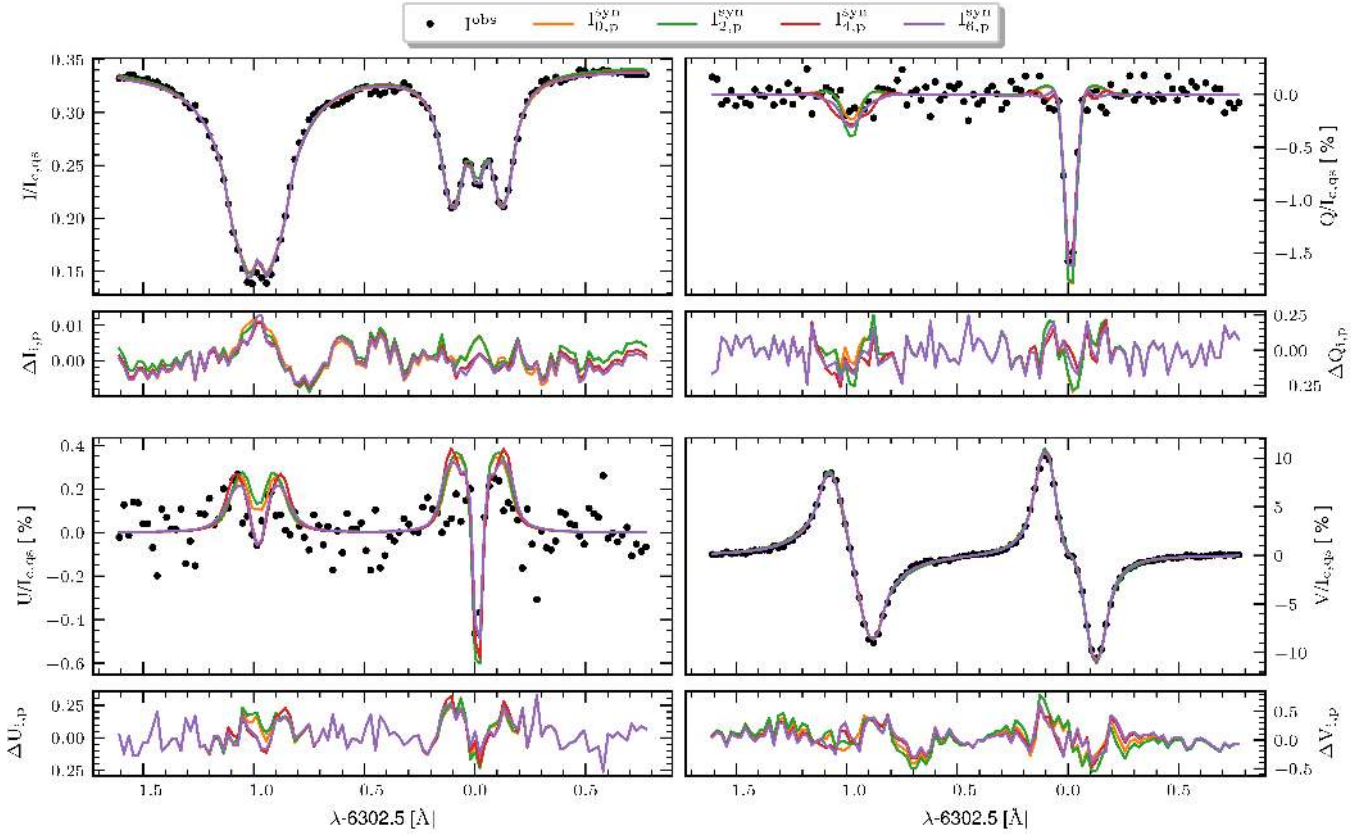 I^obs I^syn_0,p I^syn_2,p I^syn_4,p I^syn_6,p
0.35
0.30
0.25
0.20
0.15
I/I_c,qs
0.0
−0.5
−1.0
−1.5
Q/I_c,qs [ % ]
0.01
0.00
ΔI_i,p
0.25
0.00
0.25
ΔQ_i,p
0.4
0.2
0.0
−0.2
−0.4
−0.6
U/I_c,qs [ % ]
10
5
0
−5
−10
V/I_c,qs [ % ]
0.25
0.00
0.25
ΔU_i,p
0.5
0.0
−0.5
ΔV_i,p
1.5 1.0 0.5 0.0 0.5
1.5 1.0 0.5 0.0 0.5
λ-6302.5 [Å]
λ-6302.5 [Å]